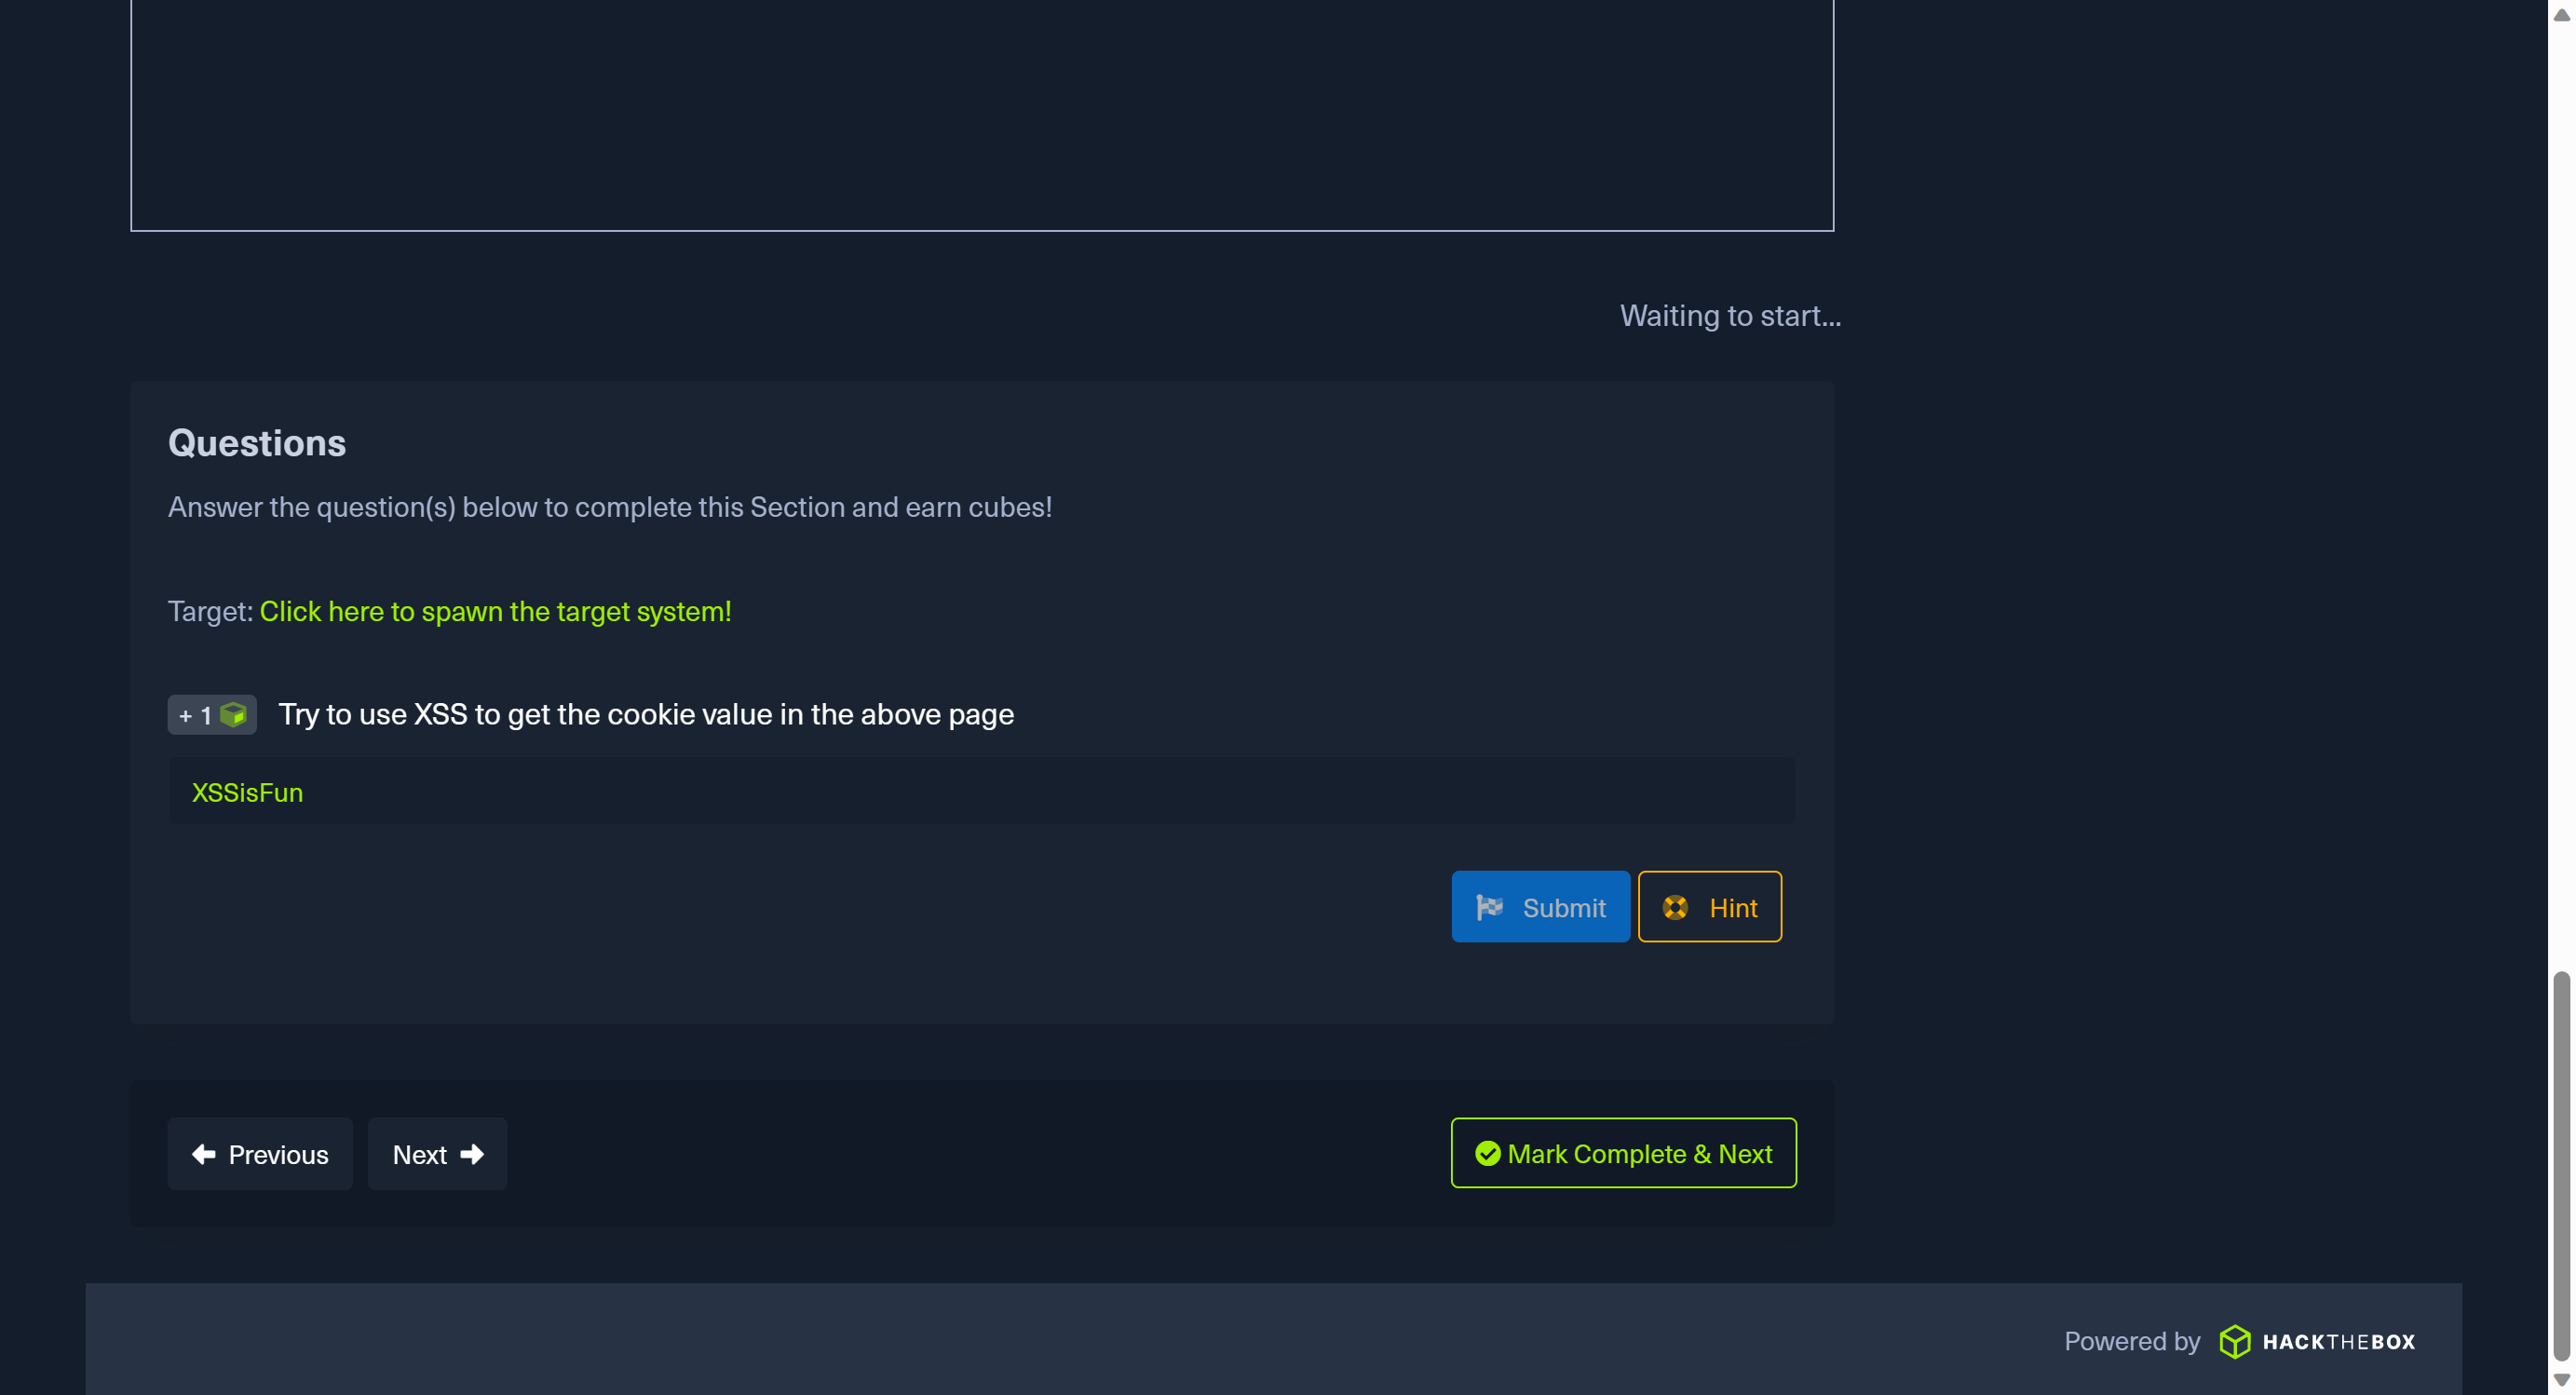 Waiting to start...
Questions
Answer the question(s) below to complete this Section and earn cubes!
Target: Click here to spawn the target system!
+ 1 Try to use XSS to get the cookie value in the above page
XSSisFun
Submit Hint
Previous Next Mark Complete & Next
Powered by HACKTHEBOX